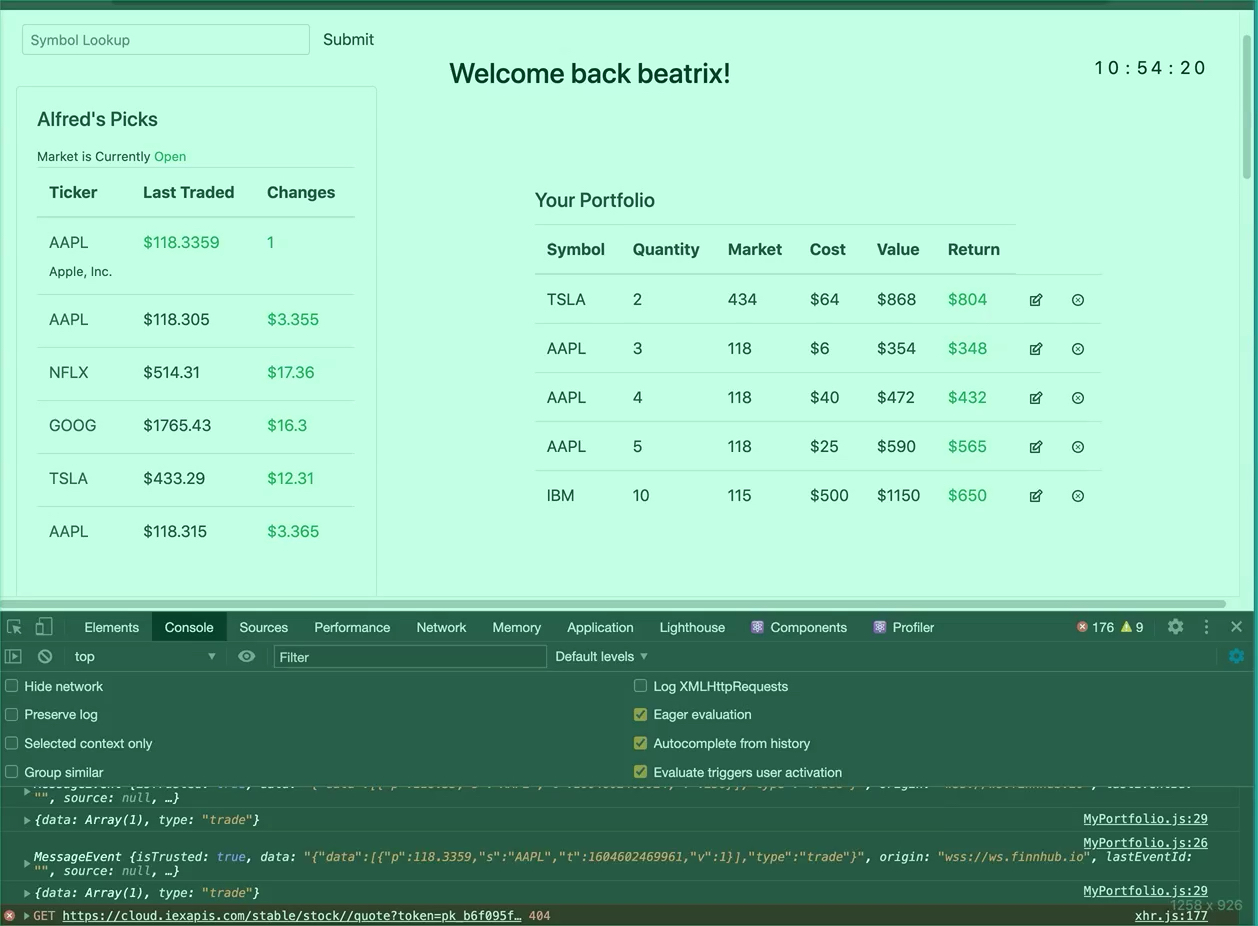 Symbol Lookup Submit
Welcome back beatrix!
10:54:20
Alfred's Picks
Market is Currently Open
Ticker Last Traded Changes
AAPL $118.3359 1
Apple, Inc.
AAPL $118.305 $3.355
NFLX $514.31 $17.36
GOOG $1765.43 $16.3
TSLA $433.29 $12.31
AAPL $118.315 $3.365
Your Portfolio
Symbol Quantity Market Cost Value Return
TSLA 2 434 $64 $868 $804
AAPL 3 118 $6 $354 $348
AAPL 4 118 $40 $472 $432
AAPL 5 118 $25 $590 $565
IBM 10 115 $500 $1150 $650
Elements Console Sources Performance Network Memory Application Lighthouse Components Profiler 176 9
top Filter Default levels
Hide network Log XMLHttpRequests
Preserve log Eager evaluation
Selected context only Autocomplete from history
Group similar Evaluate triggers user activation
"", source: null, …}
{data: Array(1), type: "trade"} MyPortfolio.js:29
MyPortfolio.js:26
MessageEvent {isTrusted: true, data: "{"data":[{"p":118.3359,"s":"AAPL","t":1604602469961,"v":1}],"type":"trade"}", origin: "wss://ws.finnhub.io", lastEventId:
"", source: null, …}
{data: Array(1), type: "trade"} MyPortfolio.js:29
1258 x 926
GET https://cloud.iexapis.com/stable/stock//quote?token=pk_b6f095f… 404 xhr.js:177